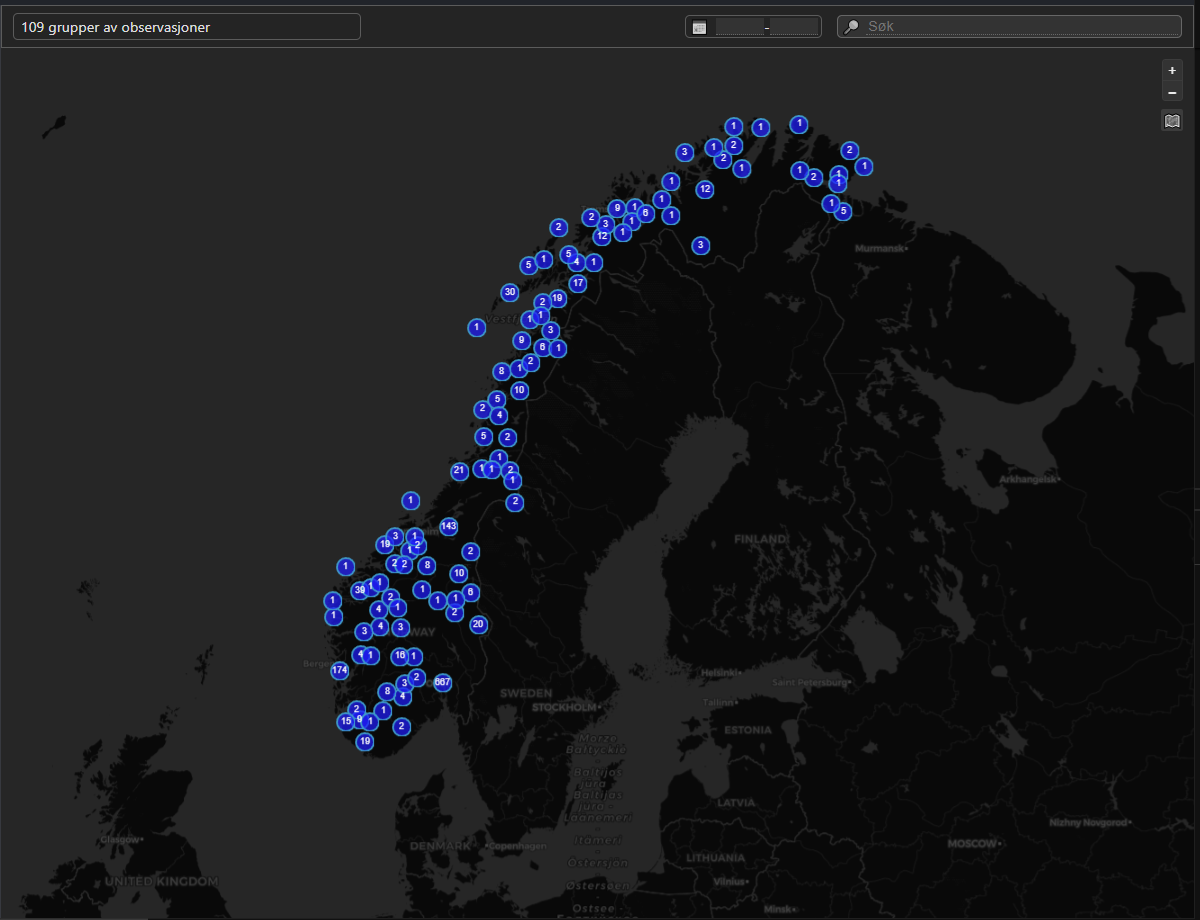 109 grupper av observasjoner
-
Søk
+
−
1 1 1
1 2 2
3 2 1 1
1 1 2 1
1 12 1
1 1 5
9 1 6 1
2 3 1
2 12 1
3
Murmansk
5 1 5 4 1
17
30 2 19
1 1 1
3
9 6 1
8 1 2
10
5
2 4
5 2
1
21 1 1 2
1
1 2
143
3 1
19 1 2
2 2 8 2
1 10
39 1 1
1 2 1 1 1 6
1 4 1 2
3 4 3 20
Arkhangelsk
FINLAND
4 1 16 1
Bergen
174
3 2 667
8 4
2 1
15 9 1 2
19
SWEDEN
STOCKHOLM
Helsinki
Saint Petersburg
Tallinn
ESTONIA
Morze
Bałtyckie
-
Baltijas
jūra
-
Baltijos
jūra -
Läänemeri
-
Itämeri
-
Östersjön
-
Østersøen
-
Ostsee -
LATVIA
Nizhny Novgorod
MOSCOW
LITHUANIA
Vilnius
Minsk
DENMARK
Copenhagen
Glasgow
UNITED KINGDOM